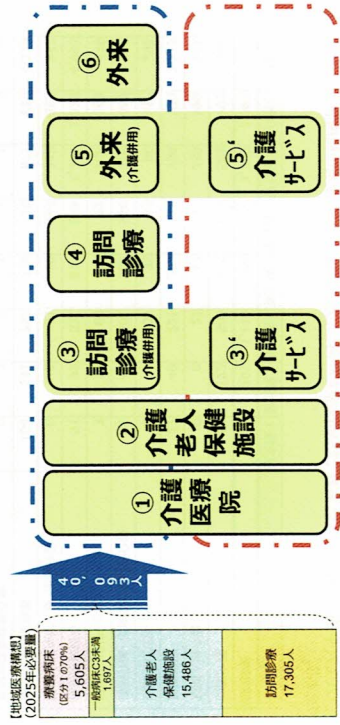 【地域医療構想】
(2025年必要量
療養病床
(区分Ⅰの70%)
5,605人
一般病床C3未満
1,697人
介護老人
保健施設
15,486人
訪問診療
17,305人
40,093人
①
介護
医療
院
②
介護
老人
保健
施設
③
訪問
診療
(介護併用)
③‘
介護
サービス
④
訪問
診療
⑤
外来
(介護併用)
⑤‘
介護
サービス
⑥
外来